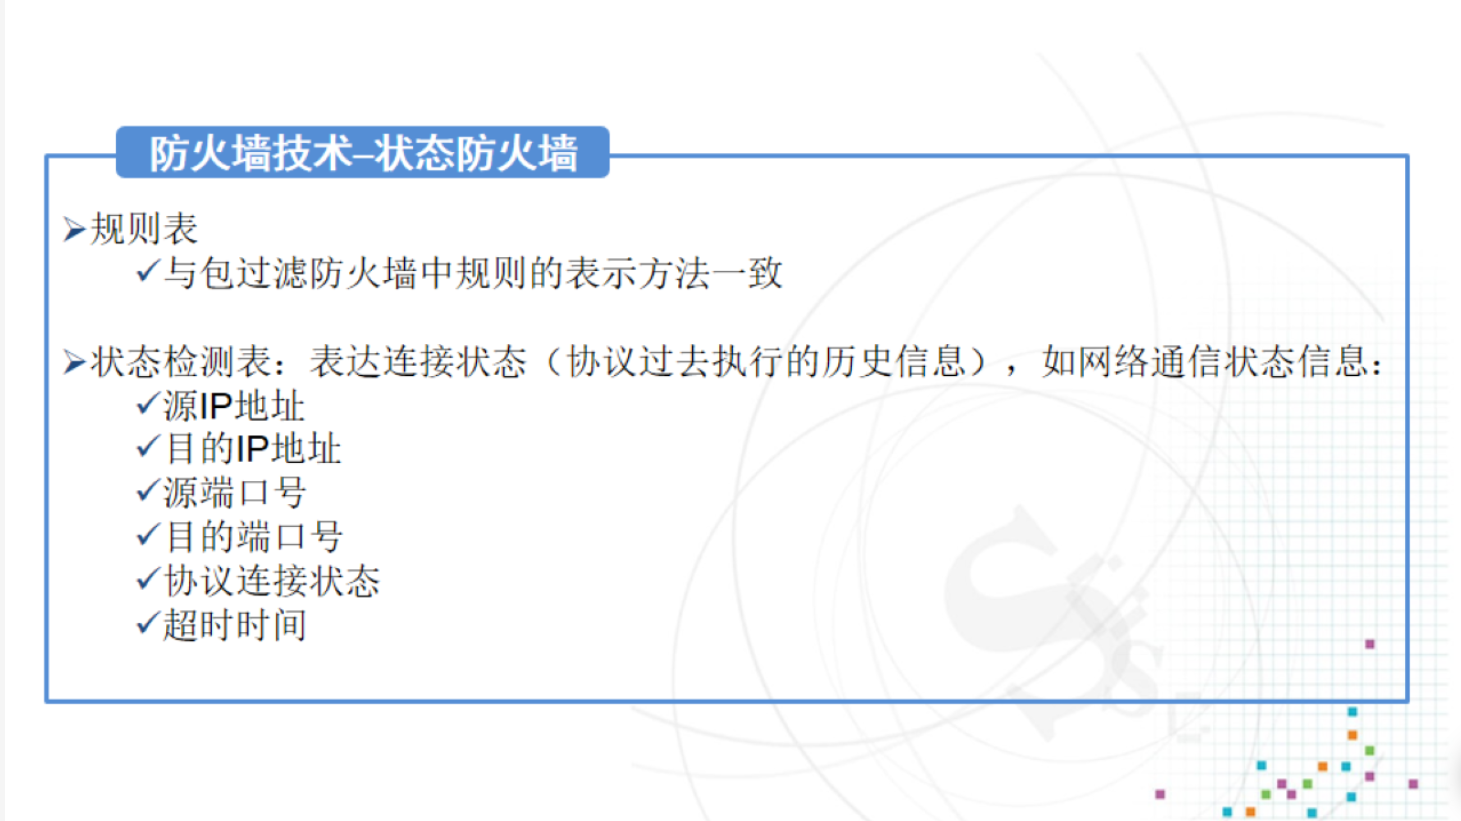 防火墙技术–状态防火墙
规则表
与包过滤防火墙中规则的表示方法一致
状态检测表：表达连接状态（协议过去执行的历史信息），如网络通信状态信息：
源IP地址
目的IP地址
源端口号
目的端口号
协议连接状态
超时时间